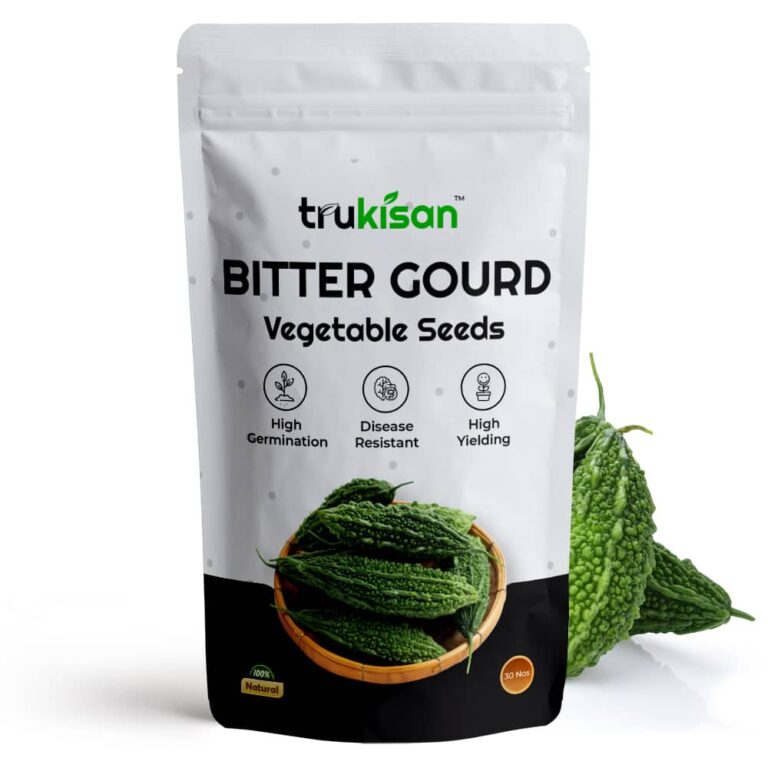 trukisan™
BITTER GOURD
Vegetable Seeds
High
Germination
Disease
Resistant
High
Yielding
100%
Natural
30 Nos